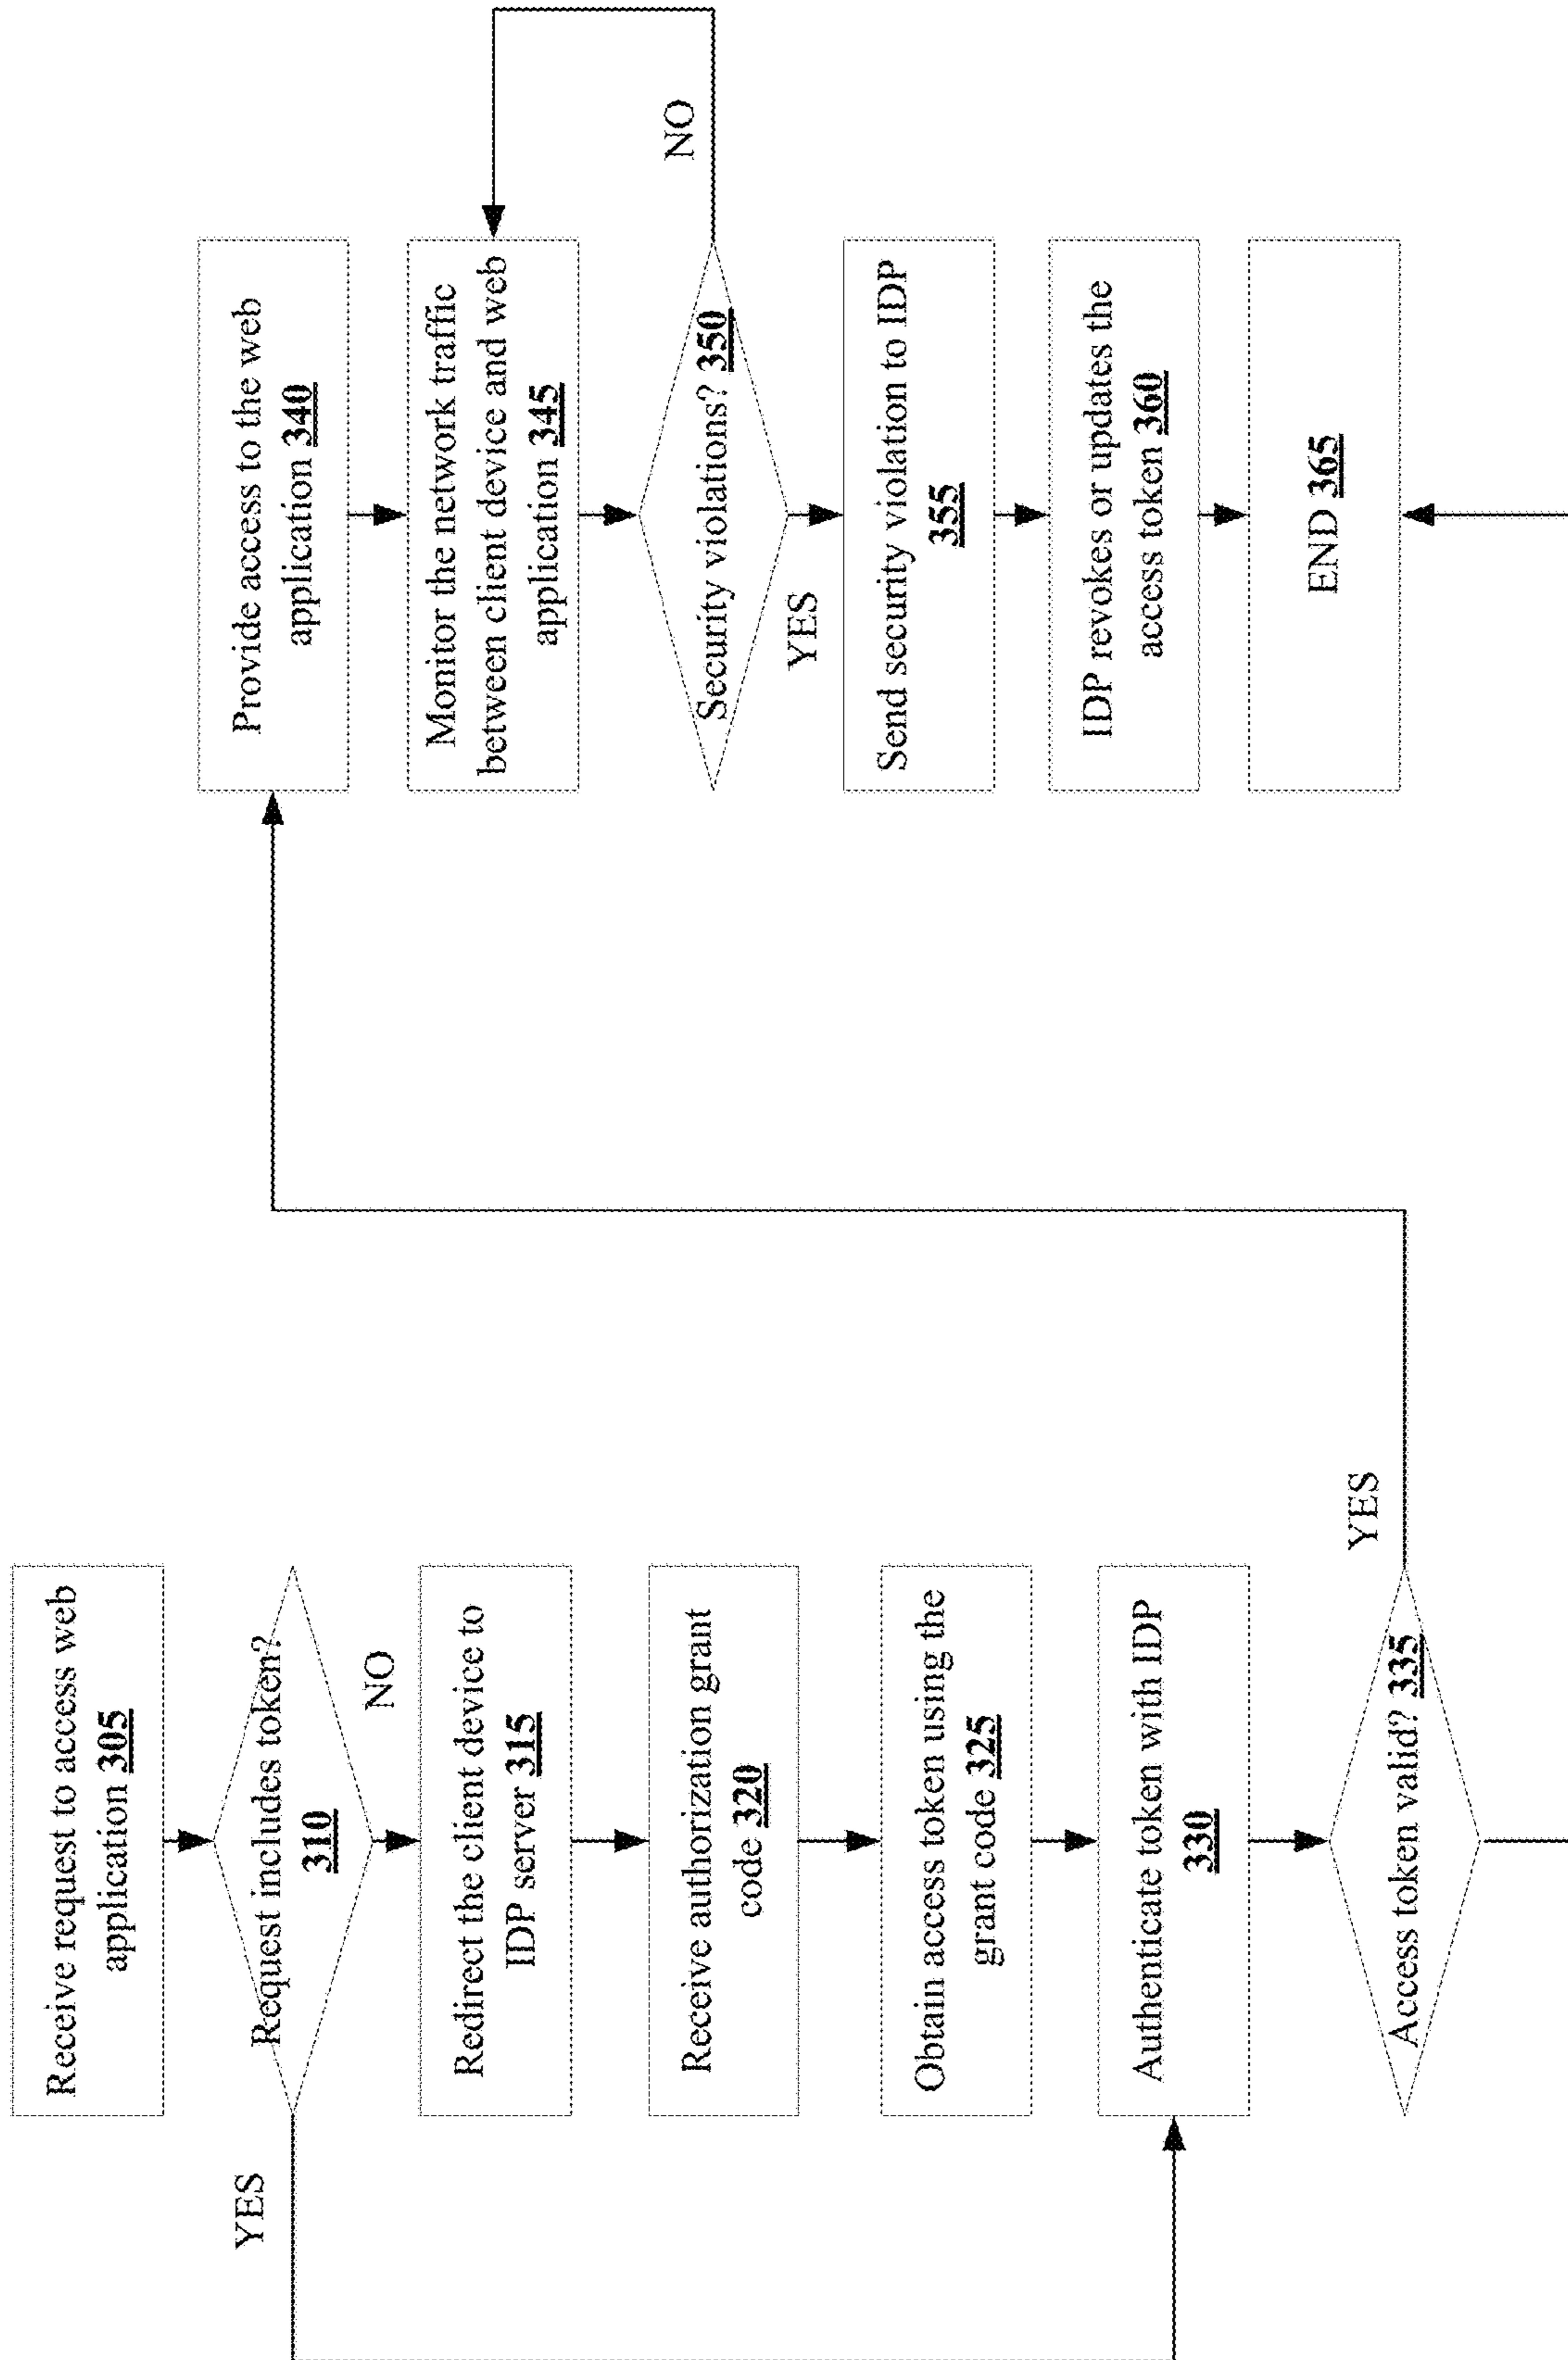 Receive request to access web
application 305
Request includes token?
310
YES
NO
Redirect the client device to
IDP server 315
Receive authorization grant
code 320
Obtain access token using the
grant code 325
Authenticate token with IDP
330
Access token valid? 335
YES
Provide access to the web
application 340
Monitor the network traffic
between client device and web
application 345
Security violations? 350
NO
YES
Send security violation to IDP
355
IDP revokes or updates the
access token 360
END 365